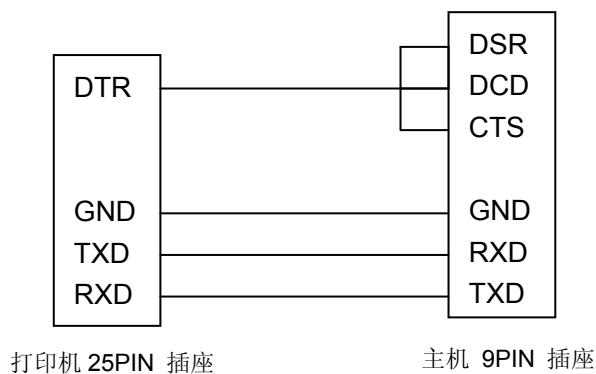 DTR
GND
TXD
RXD
DSR
DCD
CTS
GND
RXD
TXD
打印机 25PIN 插座
主机 9PIN 插座